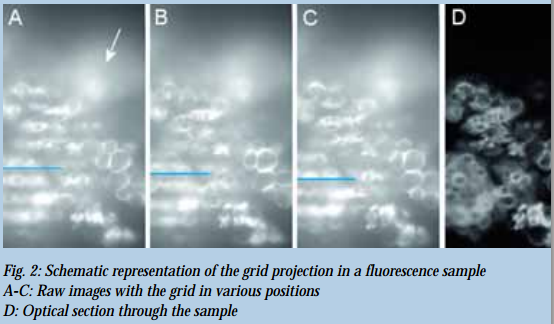 A B C D
Fig. 2: Schematic representation of the grid projection in a fluorescence sample
A-C: Raw images with the grid in various positions
D: Optical section through the sample